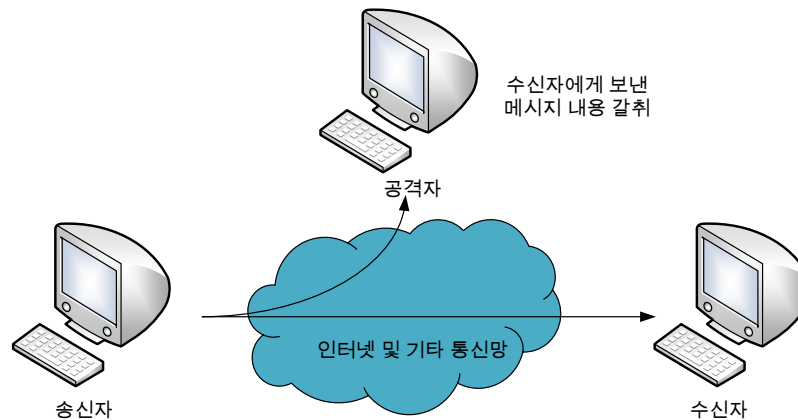 수신자에게 보낸
메시지 내용 갈취
공격자
인터넷 및 기타 통신망
송신자
수신자